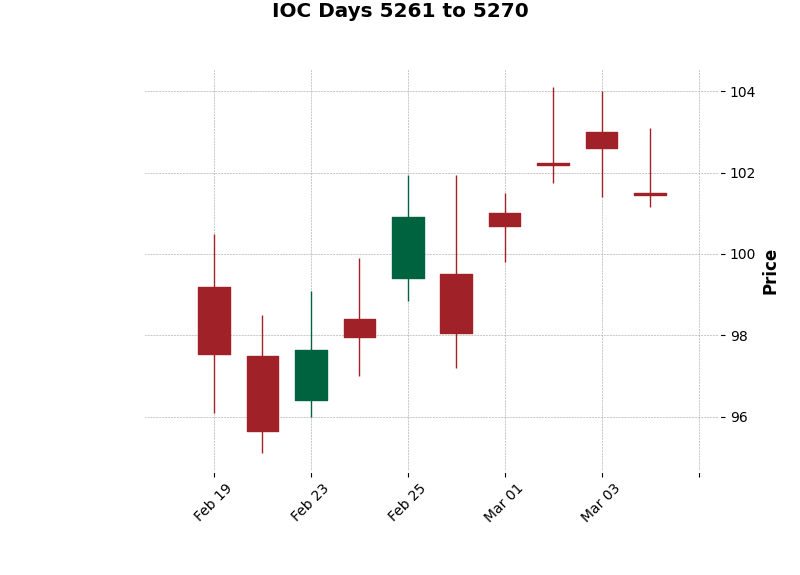 IOC Days 5261 to 5270
104
102
100
98
96
Price
Feb 19
Feb 23
Feb 25
Mar 01
Mar 03